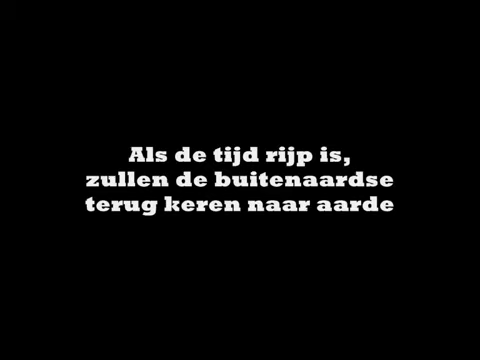 Als de tijd rijp is,
zullen de buitenaardse
terug keren naar aarde